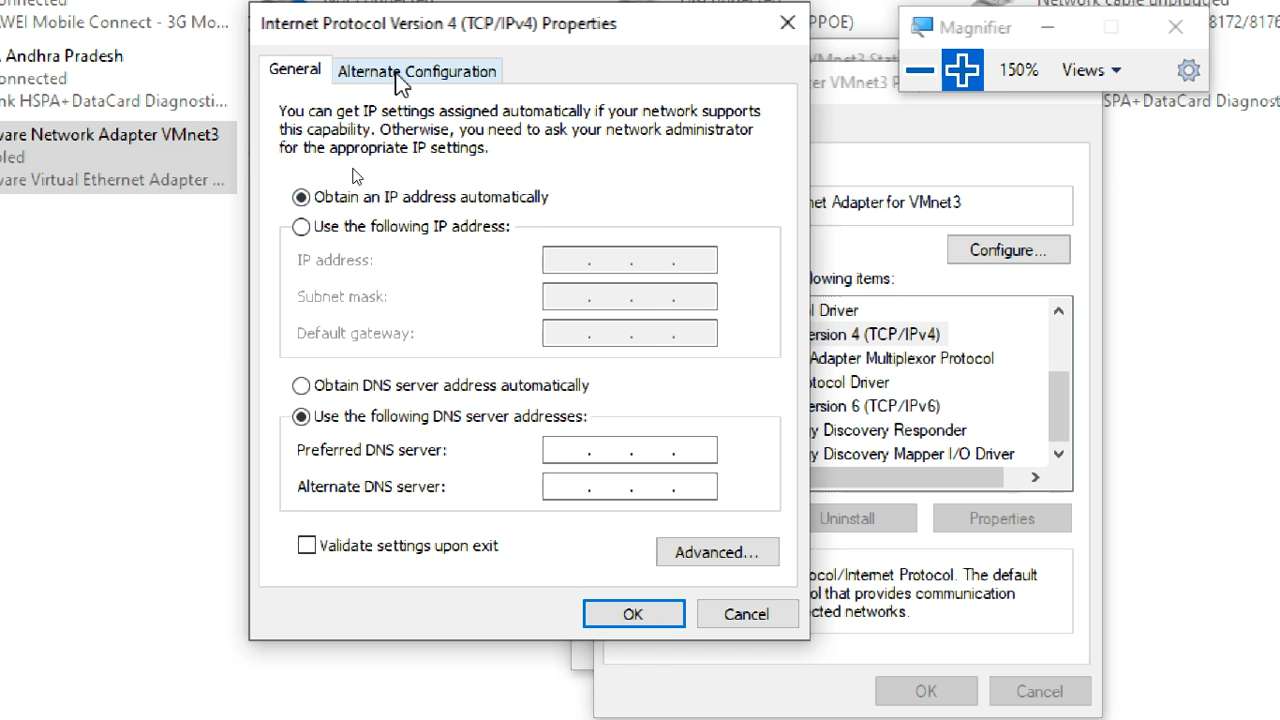 Internet Protocol Version 4 (TCP/IPv4) Properties
General
Alternate Configuration
You can get IP settings assigned automatically if your network supports
this capability. Otherwise, you need to ask your network administrator
for the appropriate IP settings.
Obtain an IP address automatically
Use the following IP address:
IP address:
. . .
Subnet mask:
. . .
Default gateway:
. . .
Obtain DNS server address automatically
Use the following DNS server addresses:
Preferred DNS server:
. . .
Alternate DNS server:
. . .
Validate settings upon exit
Advanced...
OK
Cancel
WEI Mobile Connect - 3G Mo...
Andhra Pradesh
onnected
nk HSPA+ DataCard Diagnosti...
ware Network Adapter VMnet3
bled
ware Virtual Ethernet Adapter ...
PPOE)
Network cable unplugged
8172/8176
SPA+ DataCard Diagnost
Magnifier
150%
Views
er VMnet3 P
net Adapter for VMnet3
Configure...
lowing items:
l Driver
ersion 4 (TCP/IPv4)
Adapter Multiplexor Protocol
otocol Driver
ersion 6 (TCP/IPv6)
y Discovery Responder
y Discovery Mapper I/O Driver
Uninstall
Properties
ocol/Internet Protocol. The default
ol that provides communication
cted networks.
OK
Cancel